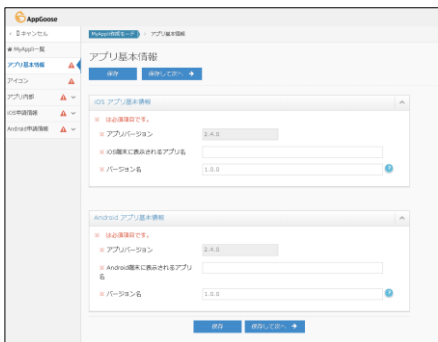 AppGoose
キャンセル
MyAppli一覧
アプリ基本情報
アイコン
アプリ内部
iOS申請情報
Android申請情報
MyAppli作成モード
アプリ基本情報
アプリ基本情報
保存
保存して次へ
iOS アプリ基本情報
※ は必須項目です。
※ アプリバージョン
2.4.0
※ iOS端末に表示されるアプリ名
※ バージョン名
1.0.0
Android アプリ基本情報
※ は必須項目です。
※ アプリバージョン
2.4.0
※ Android端末に表示されるアプリ
名
※ バージョン名
1.0.0
保存
保存して次へ